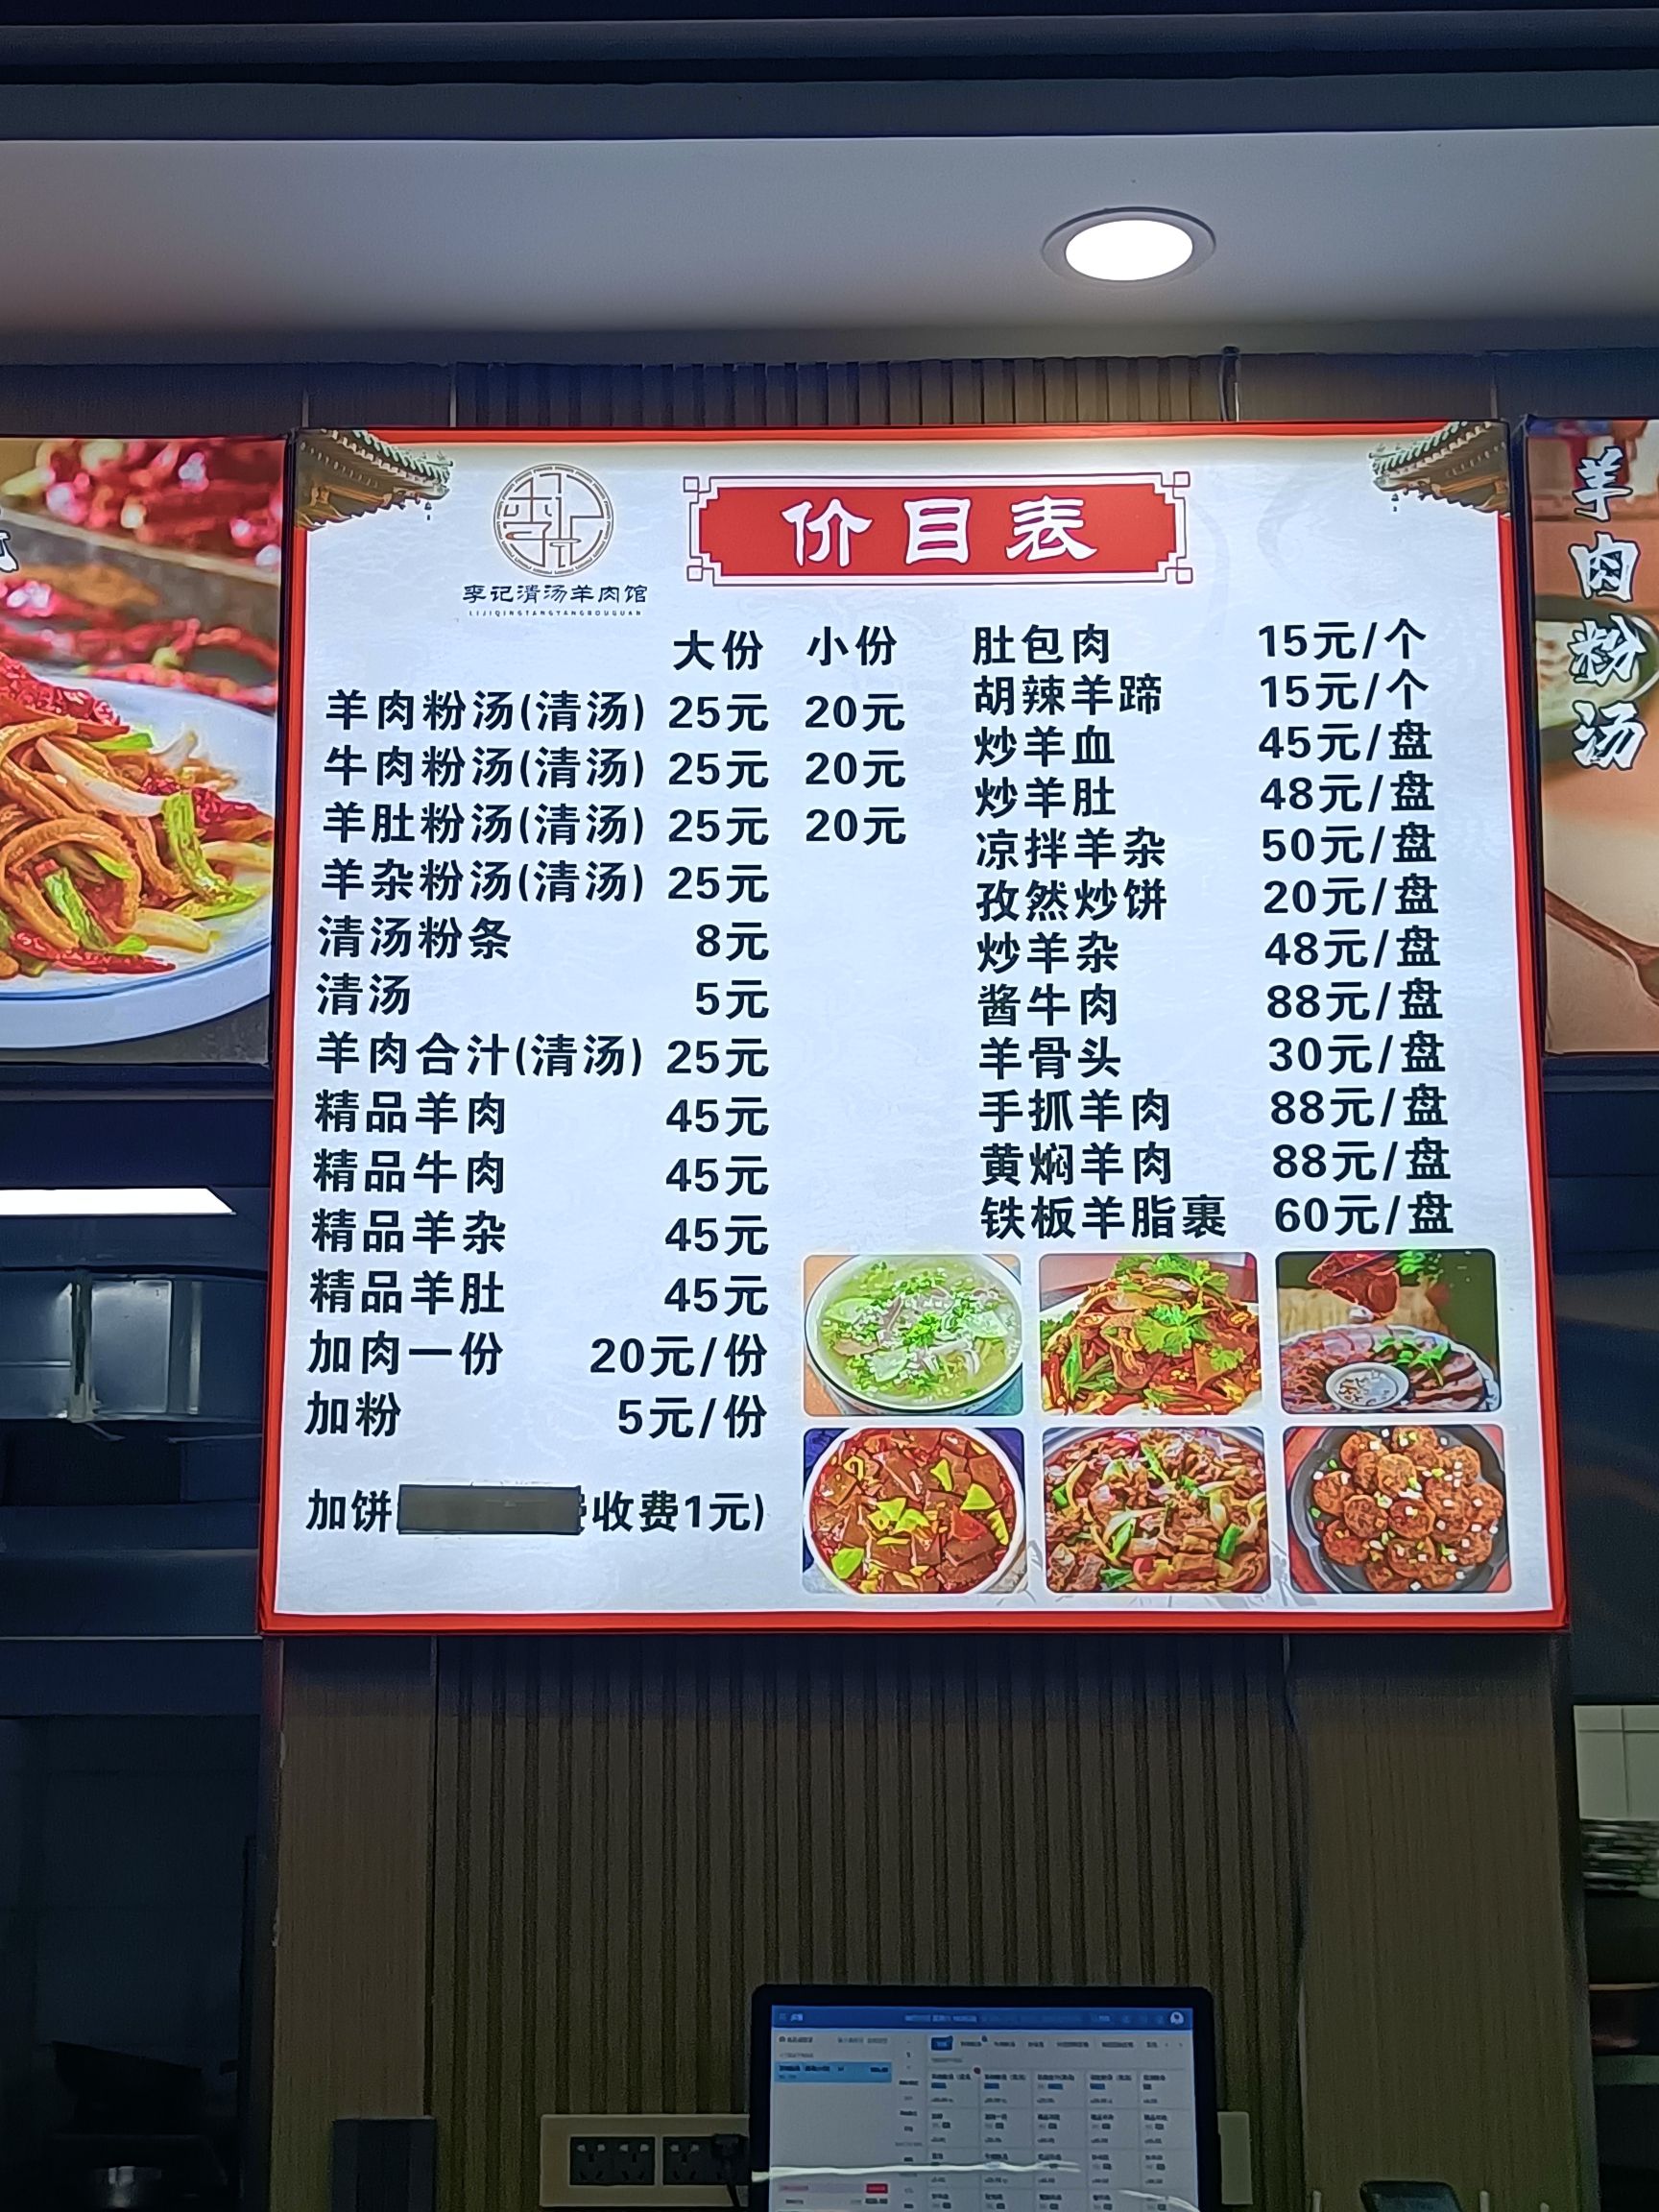 李记清汤羊肉馆
LIJIQINGTANGYANGROUGUAN
价目表
大份 小份
羊肉粉汤(清汤) 25元 20元
牛肉粉汤(清汤) 25元 20元
羊肚粉汤(清汤) 25元 20元
羊杂粉汤(清汤) 25元
清汤粉条 8元
清汤 5元
羊肉合汁(清汤) 25元
精品羊肉 45元
精品牛肉 45元
精品羊杂 45元
精品羊肚 45元
加肉一份 20元/份
加粉 5元/份
加饼 收费1元)
肚包肉 15元/个
胡辣羊蹄 15元/个
炒羊血 45元/盘
炒羊肚 48元/盘
凉拌羊杂 50元/盘
孜然炒饼 20元/盘
炒羊杂 48元/盘
酱牛肉 88元/盘
羊骨头 30元/盘
手抓羊肉 88元/盘
黄焖羊肉 88元/盘
铁板羊脂裹 60元/盘
羊肉粉汤